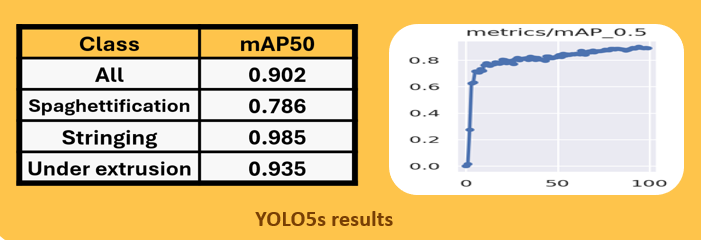 Class mAP50
All 0.902
Spaghettification 0.786
Stringing 0.985
Under extrusion 0.935
metrics/mAP_0.5
0.8
0.6
0.4
0.2
0.0
0 50 100
YOLO5s results